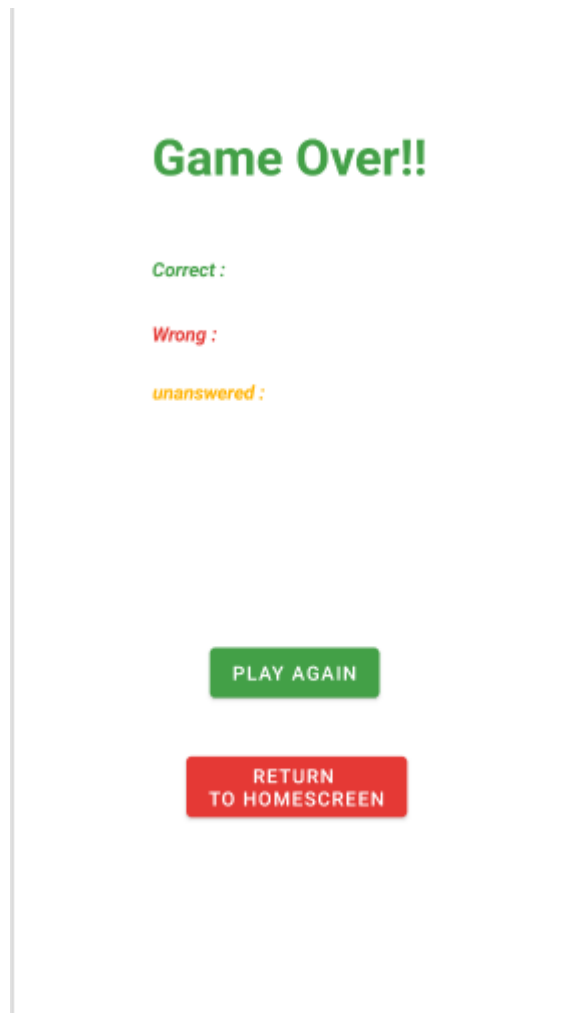 Game Over!!
Correct :
Wrong :
unanswered :
PLAY AGAIN
RETURN
TO HOMESCREEN